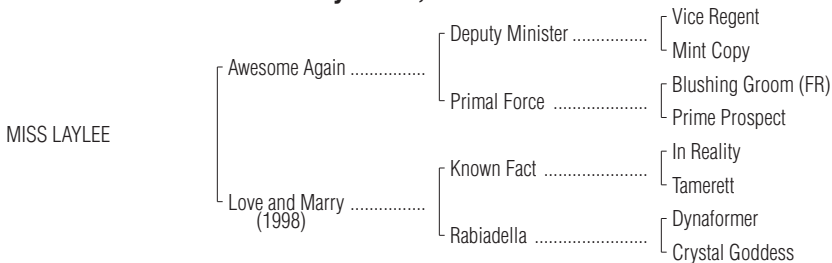 Vice Regent
Deputy Minister ................
Mint Copy
Awesome Again ................
Blushing Groom (FR)
Primal Force ....................
Prime Prospect
MISS LAYLEE
In Reality
Known Fact ......................
Tamerett
Love and Marry ................
(1998)
Dynaformer
Rabiadella ........................
Crystal Goddess